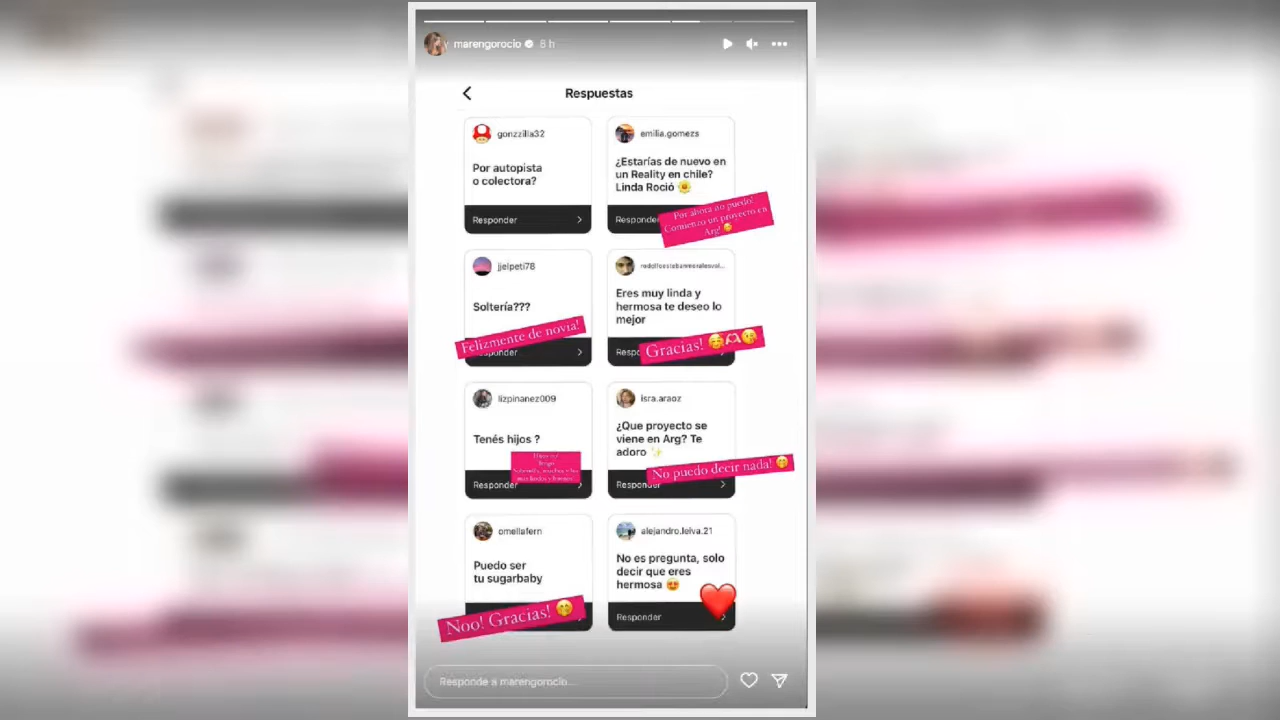 marengorocio 8 h
Respuestas
gonzzilla32
Por autopista
o colectora?
Responder
emilia.gomezs
¿Estarías de nuevo en
un Reality en chile?
Linda Roció 🌼
Responder
Por ahora no puedo!
Comienzo un proyecto en
Arg! 🥰
jjelpeti78
Soltería???
Felizmente de novia!
Responder
Eres muy linda y
hermosa te deseo lo
mejor
Resp
Gracias! 🥰🫶😘
lizpinanez009
Tenés hijos ?
Responder
isra.araoz
¿Que proyecto se
viene en Arg? Te
adoro ✨
No puedo decir nada! 🤭
Responder
ornellafern
Puedo ser
tu sugarbaby
Noo! Gracias! 🤭
alejandro.leiva.21
No es pregunta, solo
decir que eres
hermosa 😍
❤️
Responder
Responde a marengorocio...